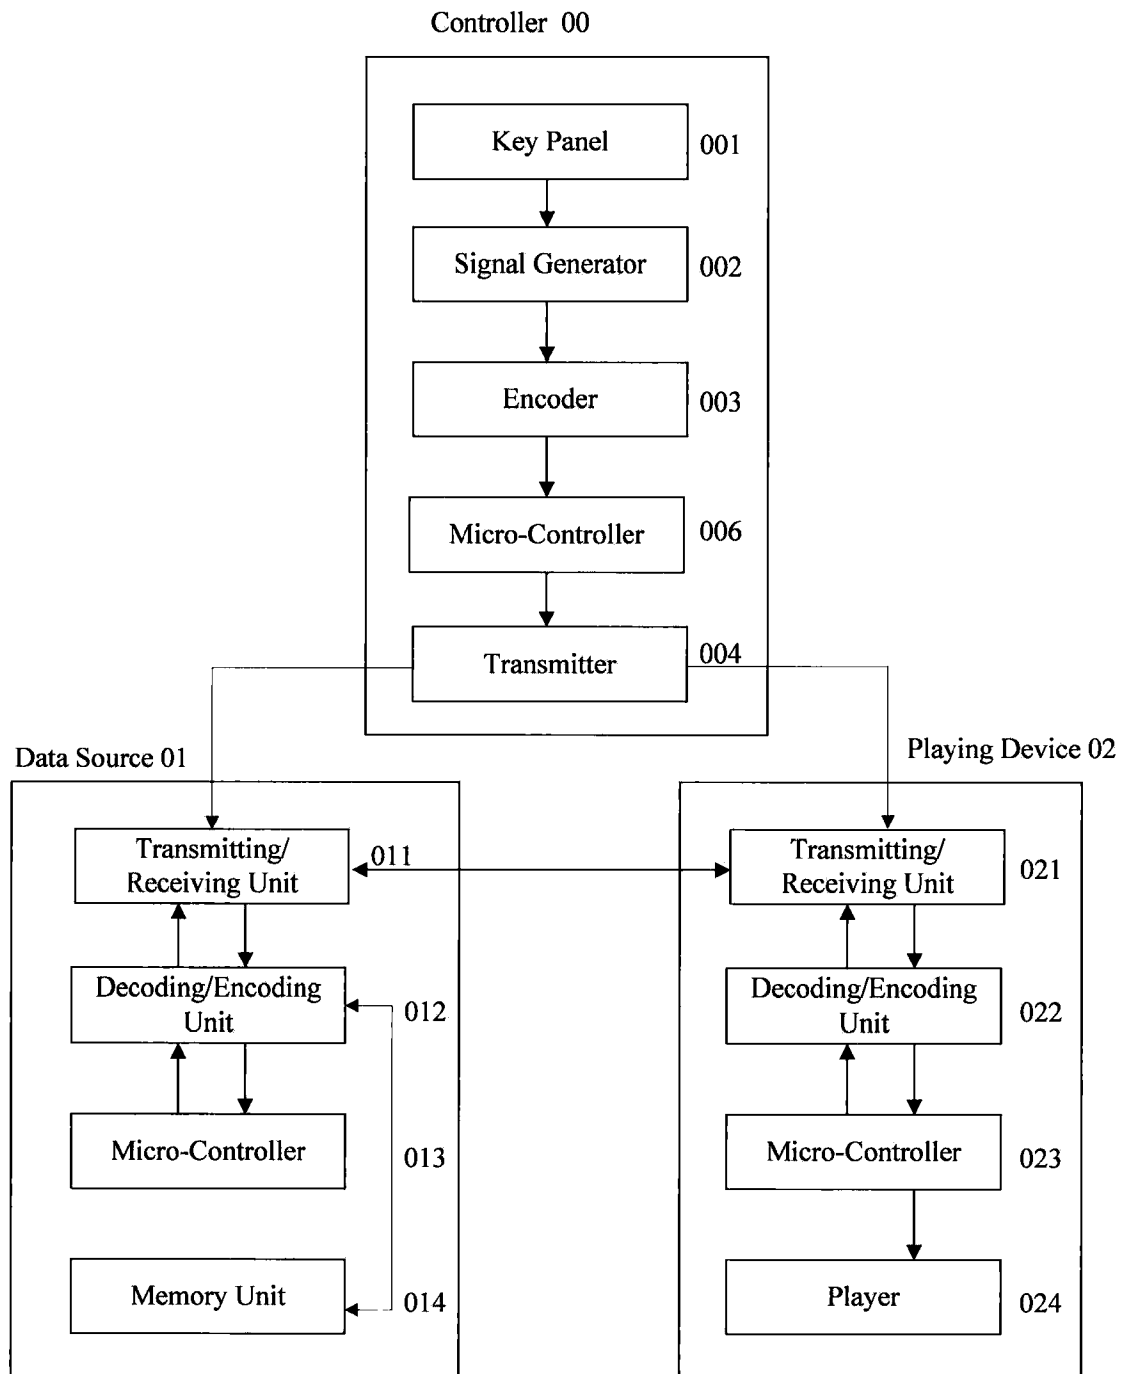 Controller 00
Key Panel
001
Signal Generator
002
Encoder
003
Micro-Controller
006
Transmitter
004
Data Source 01
Playing Device 02
Transmitting/
Receiving Unit
011
Transmitting/
Receiving Unit
021
Decoding/Encoding
Unit
012
Decoding/Encoding
Unit
022
Micro-Controller
013
Micro-Controller
023
Memory Unit
014
Player
024